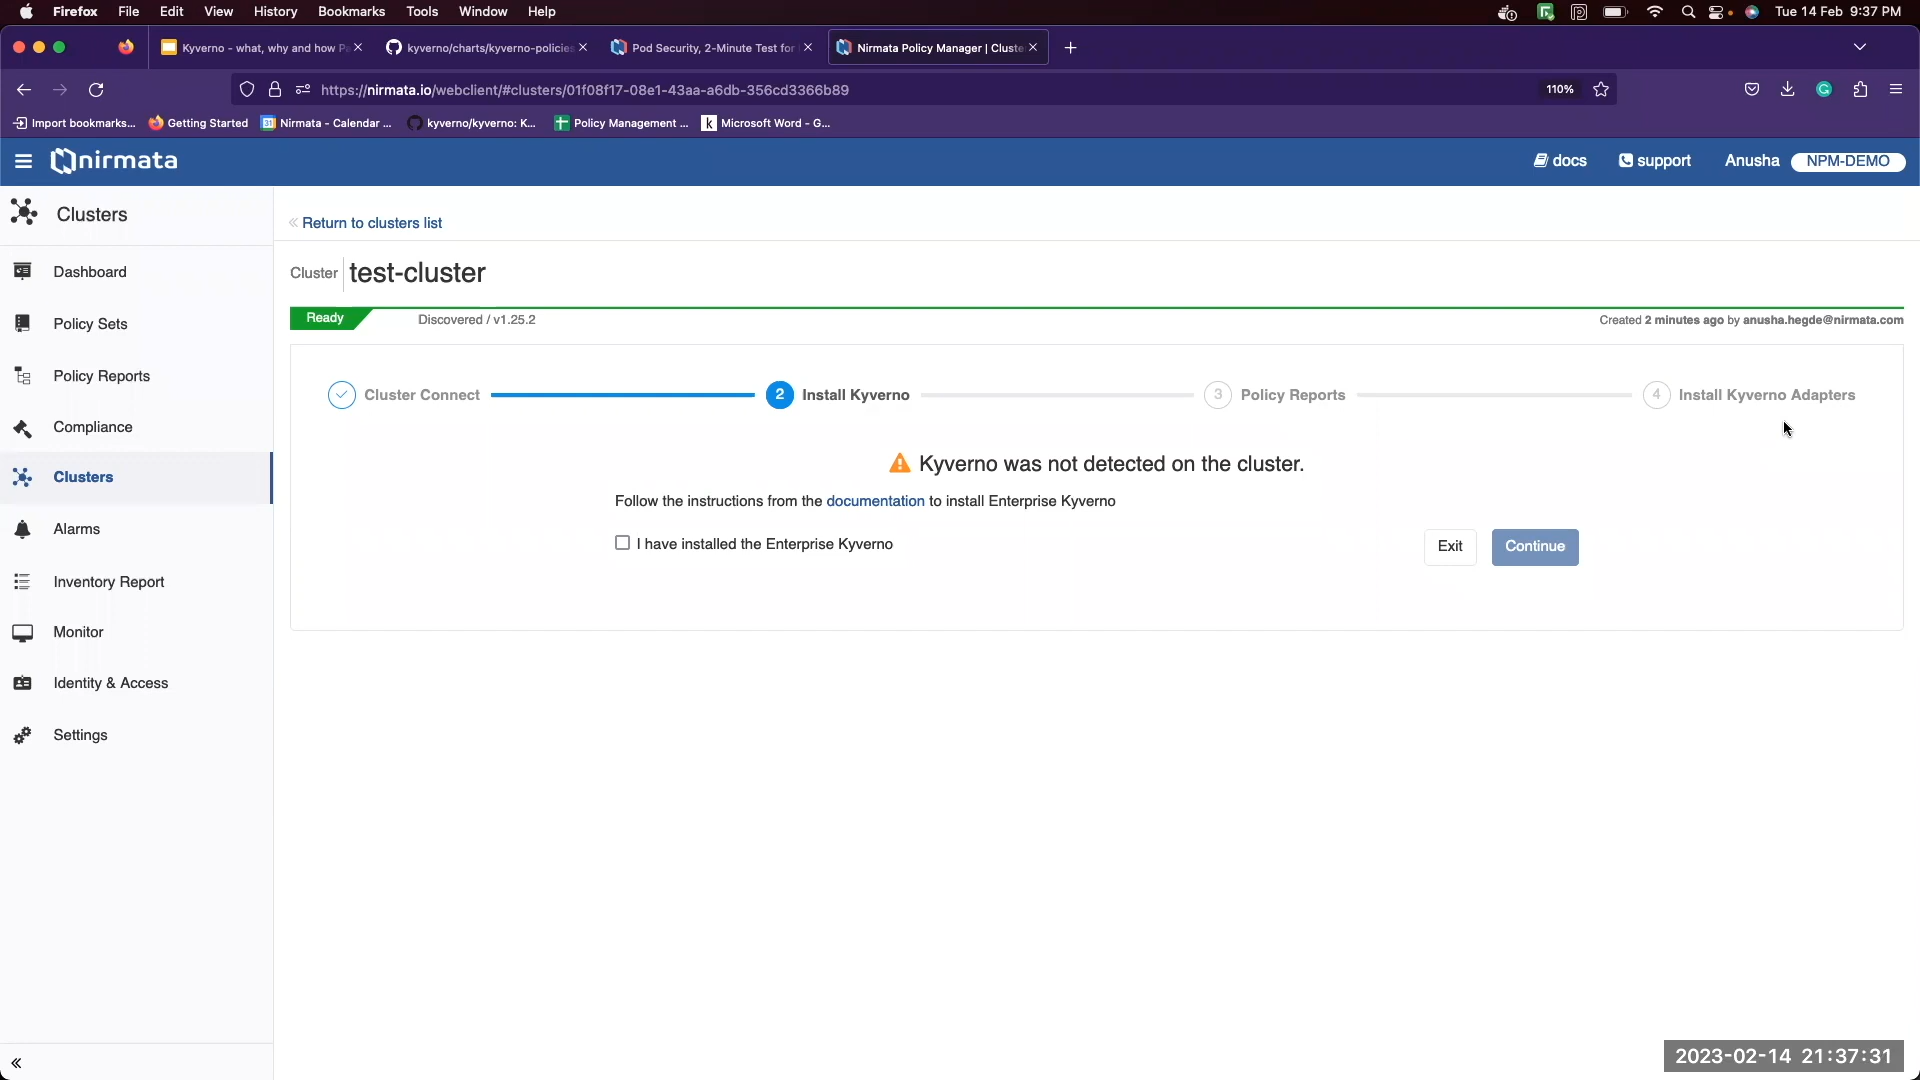 Firefox File Edit View History Bookmarks Tools Window Help
Tue 14 Feb 9:37 PM
Kyverno - what, why and how P
kyverno/charts/kyverno-policies
Pod Security, 2-Minute Test for
Nirmata Policy Manager | Cluste
https://nirmata.io/webclient/#clusters/01f08f17-08e1-43aa-a6db-356cd3366b89
110%
Import bookmarks... Getting Started Nirmata - Calendar ... kyverno/kyverno: K... Policy Management ... Microsoft Word - G...
nirmata
docs support Anusha NPM-DEMO
Clusters
Dashboard
Policy Sets
Policy Reports
Compliance
Clusters
Alarms
Inventory Report
Monitor
Identity & Access
Settings
« Return to clusters list
Cluster test-cluster
Ready Discovered / v1.25.2
Created 2 minutes ago by anusha.hegde@nirmata.com
Cluster Connect 2 Install Kyverno 3 Policy Reports 4 Install Kyverno Adapters
Kyverno was not detected on the cluster.
Follow the instructions from the documentation to install Enterprise Kyverno
I have installed the Enterprise Kyverno
Exit Continue
2023-02-14 21:37:31